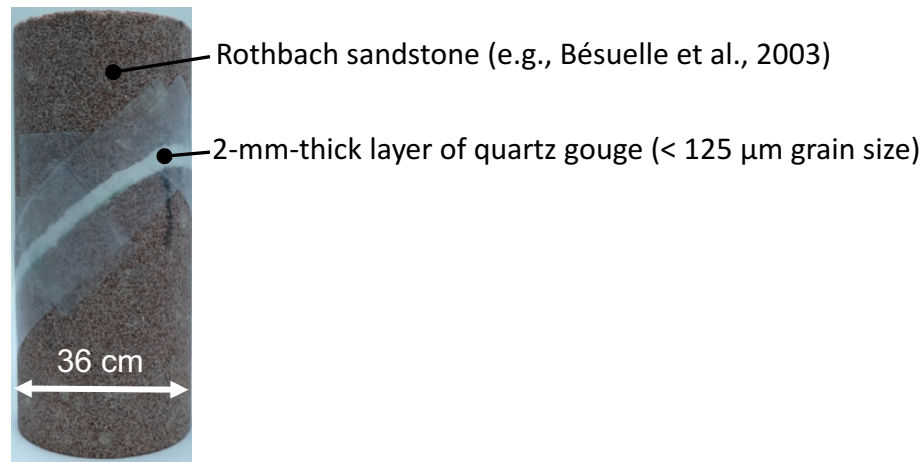 Rothbach sandstone (e.g., Bésuelle et al., 2003)
2-mm-thick layer of quartz gouge (< 125 µm grain size)
36 cm